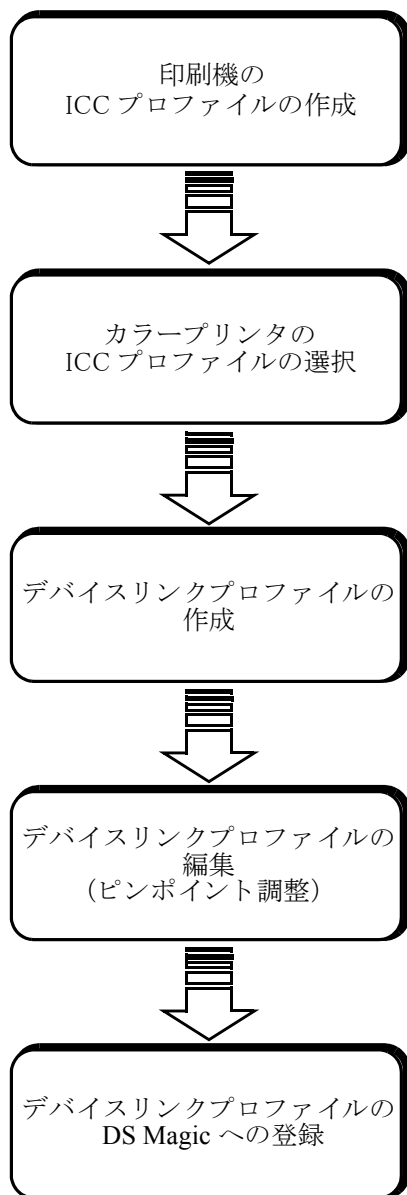 印刷機の
ICC プロファイルの作成
カラープリンタの
ICC プロファイルの選択
デバイスリンクプロファイルの
作成
デバイスリンクプロファイルの
編集
（ピンポイント調整）
デバイスリンクプロファイルの
DS Magic への登録